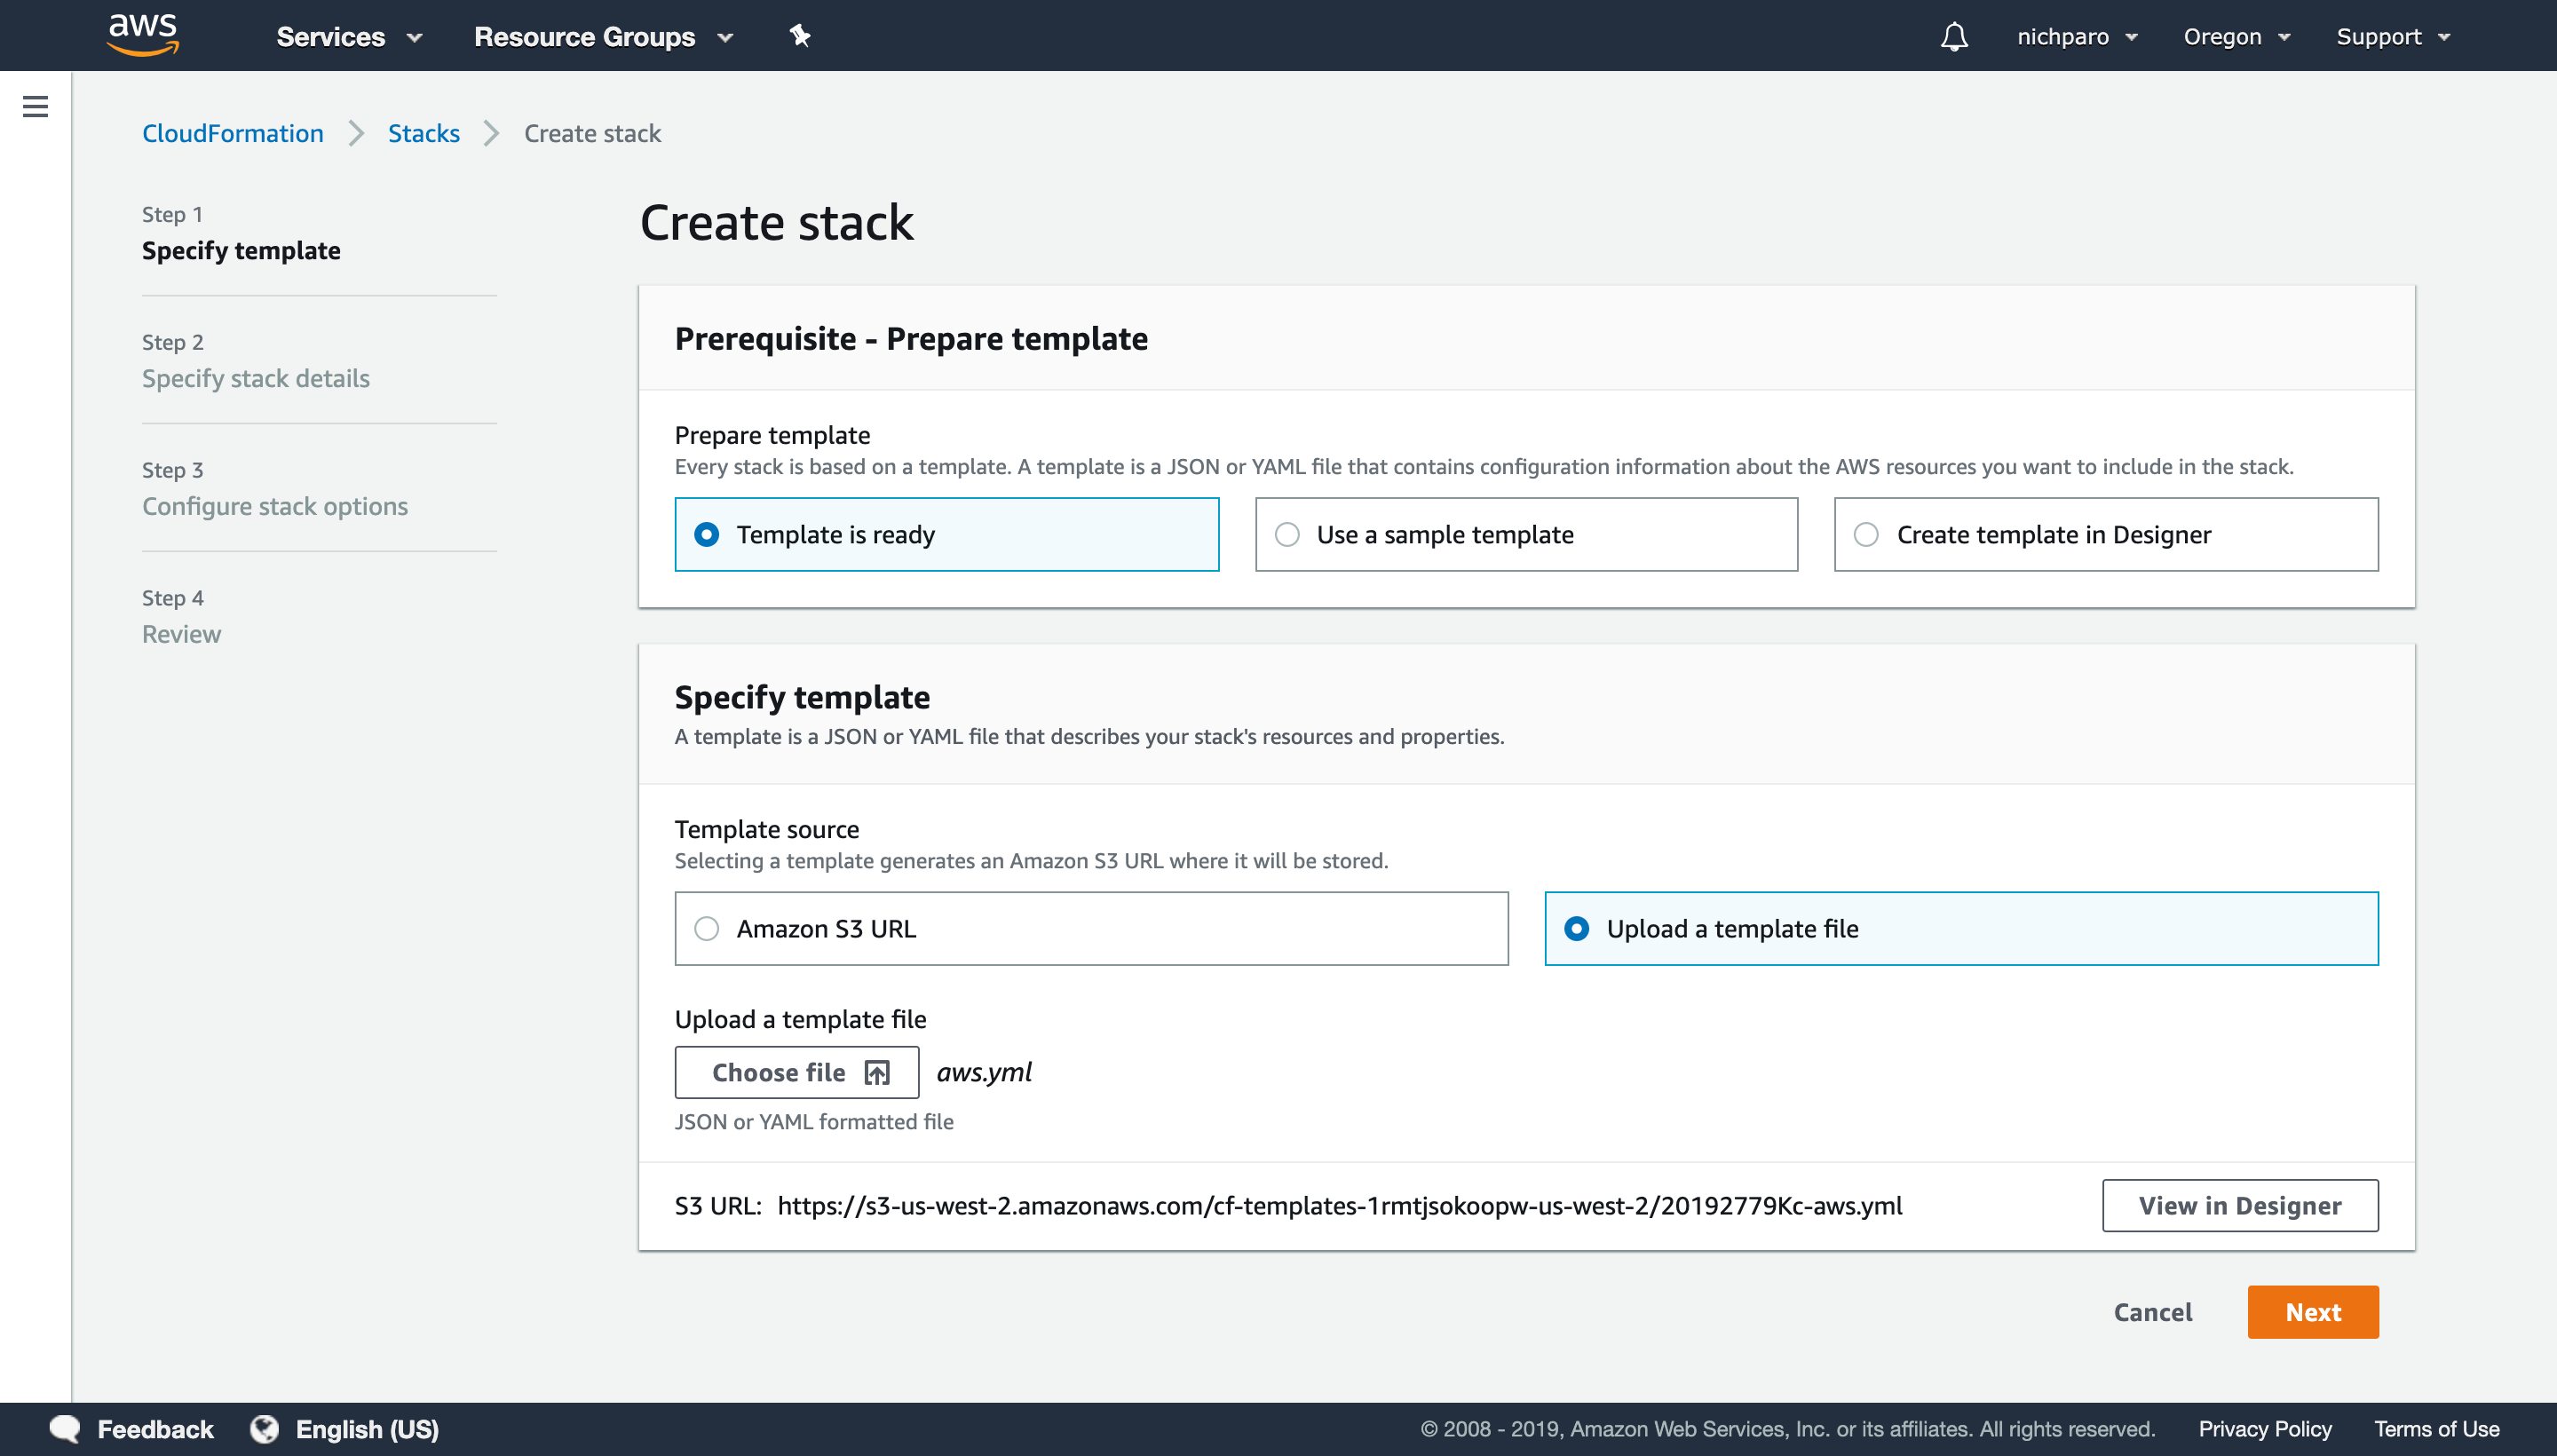 aws
Services
Resource Groups
nichparo
Oregon
Support
CloudFormation
Stacks
Create stack
Step 1
Specify template
Step 2
Specify stack details
Step 3
Configure stack options
Step 4
Review
Create stack
Prerequisite - Prepare template
Prepare template
Every stack is based on a template. A template is a JSON or YAML file that contains configuration information about the AWS resources you want to include in the stack.
Template is ready
Use a sample template
Create template in Designer
Specify template
A template is a JSON or YAML file that describes your stack's resources and properties.
Template source
Selecting a template generates an Amazon S3 URL where it will be stored.
Amazon S3 URL
Upload a template file
Upload a template file
Choose file
aws.yml
JSON or YAML formatted file
S3 URL: https://s3-us-west-2.amazonaws.com/cf-templates-1rmtjsokoopw-us-west-2/20192779Kc-aws.yml
View in Designer
Cancel
Next
Feedback
English (US)
© 2008 - 2019, Amazon Web Services, Inc. or its affiliates. All rights reserved.
Privacy Policy
Terms of Use